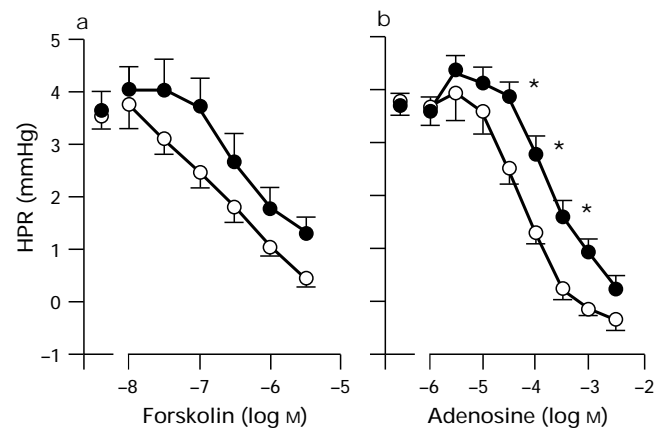 a
b
5
4
3
2
1
0
–1
HPR (mmHg)
*
*
*
–8 –7 –6 –5
–6 –5 –4 –3 –2
Forskolin (log M)
Adenosine (log M)